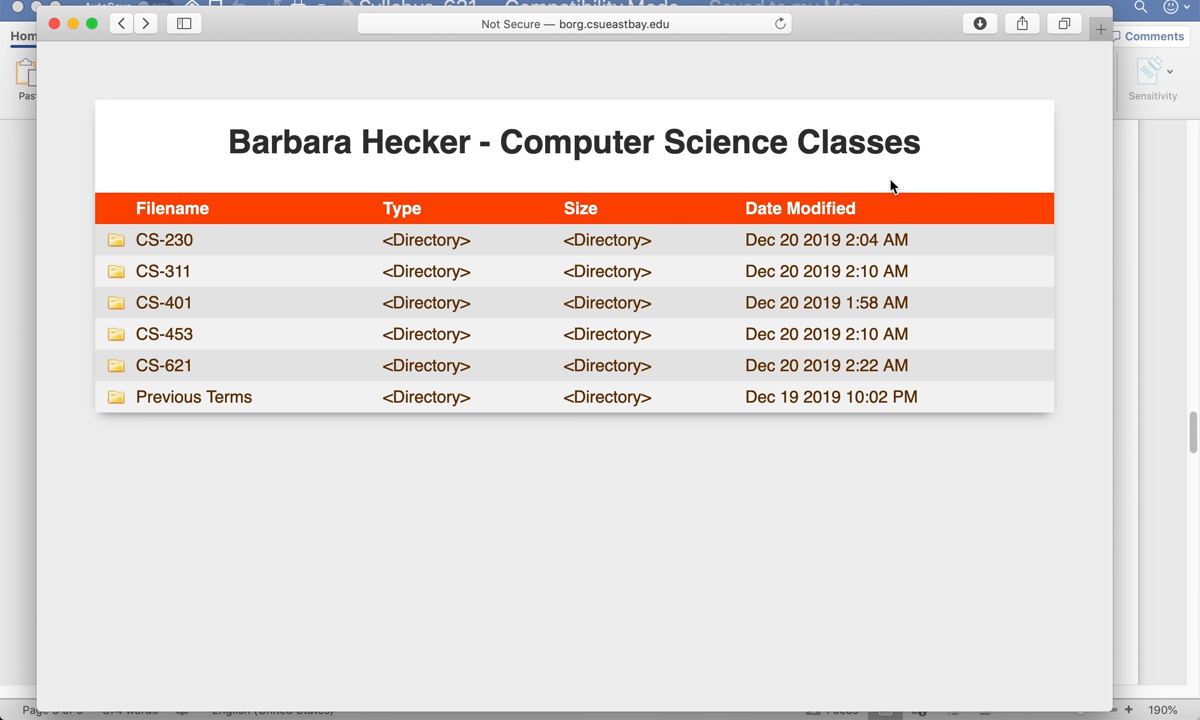 Not Secure — borg.csueastbay.edu
Hom
Comments
Pas
Sensitivity
Barbara Hecker - Computer Science Classes
Filename Type Size Date Modified
CS-230 <Directory> <Directory> Dec 20 2019 2:04 AM
CS-311 <Directory> <Directory> Dec 20 2019 2:10 AM
CS-401 <Directory> <Directory> Dec 20 2019 1:58 AM
CS-453 <Directory> <Directory> Dec 20 2019 2:10 AM
CS-621 <Directory> <Directory> Dec 20 2019 2:22 AM
Previous Terms <Directory> <Directory> Dec 19 2019 10:02 PM
190%